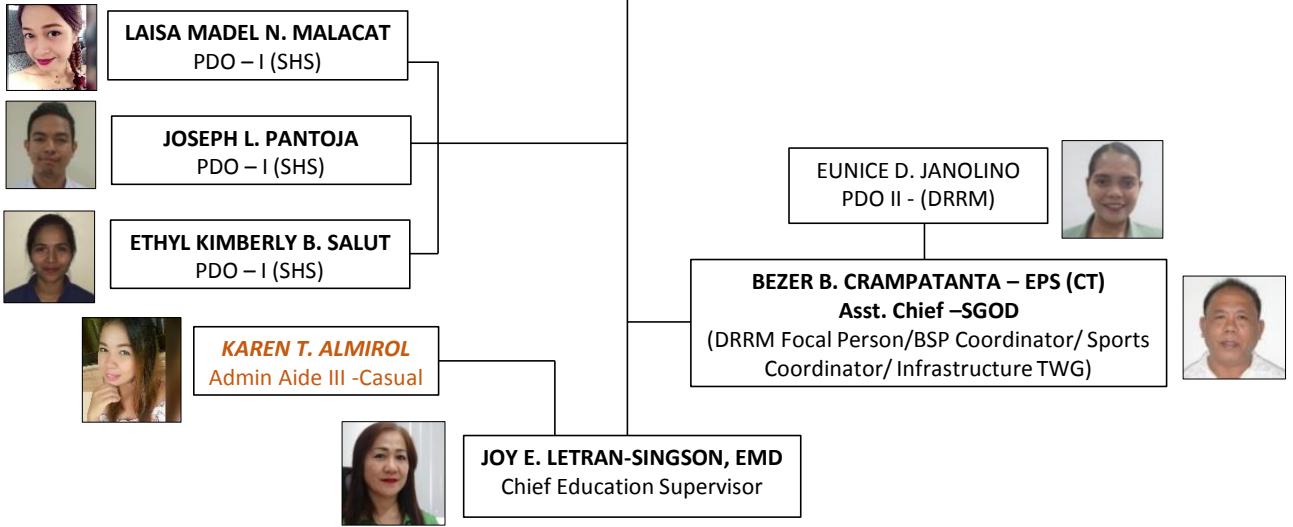 LAISA MADEL N. MALACAT
PDO – I (SHS)
JOSEPH L. PANTOJA
PDO – I (SHS)
EUNICE D. JANOLINO
PDO II - (DRRM)
ETHYL KIMBERLY B. SALUT
PDO – I (SHS)
BEZER B. CRAMPATANTA – EPS (CT)
Asst. Chief –SGOD
(DRRM Focal Person/BSP Coordinator/ Sports
Coordinator/ Infrastructure TWG)
KAREN T. ALMIROL
Admin Aide III -Casual
JOY E. LETRAN-SINGSON, EMD
Chief Education Supervisor